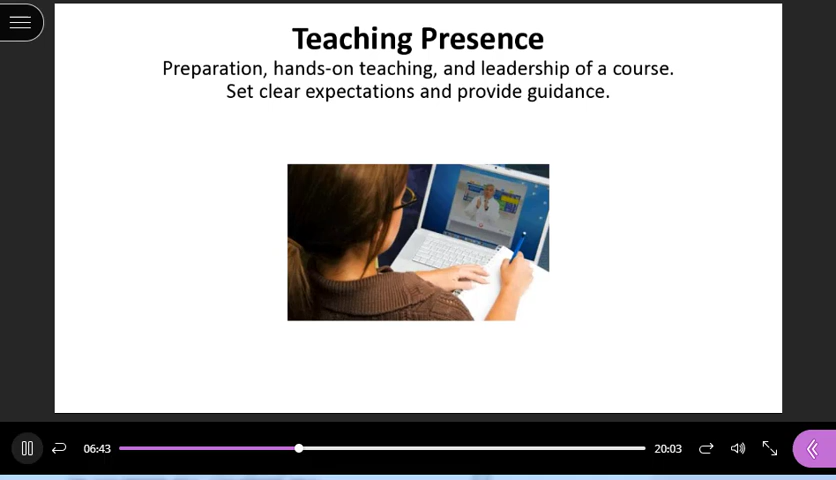 Teaching Presence
Preparation, hands-on teaching, and leadership of a course.
Set clear expectations and provide guidance.
06:43
20:03